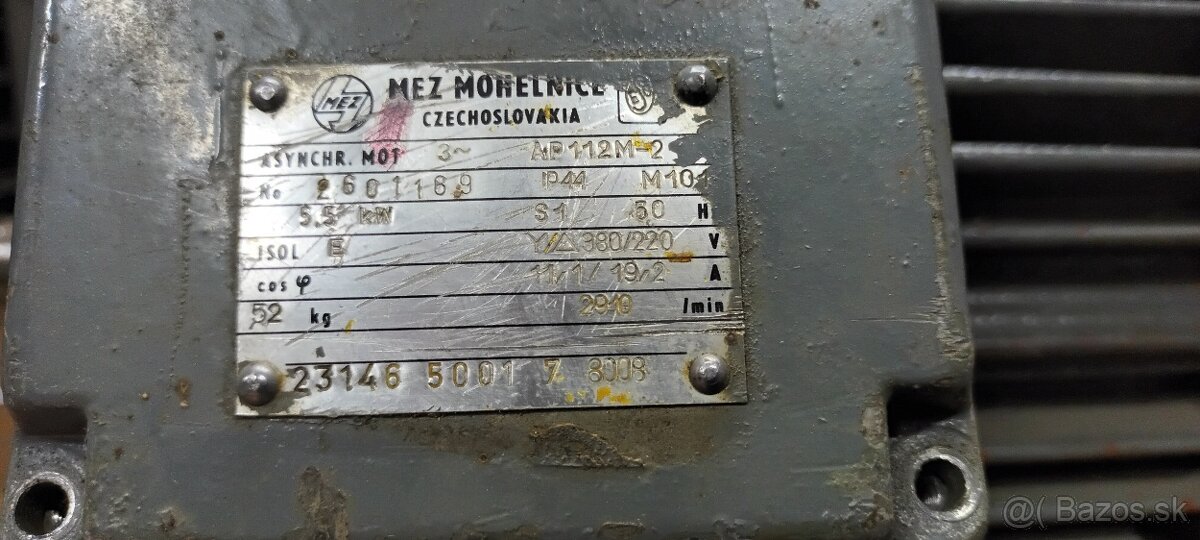 MEZ MEZ MOHELNICE E
CZECHOSLOVAKIA
ASYNCHR. MOT 3~ AP112M-2
No 2601169 IP44 M101
5,5 kW S1 50 H
ISOL E Y/△ 380/220 V
cos φ 11,1/19,2 A
52 kg 2910 /min
23146 5001 7 8008
@( Bazos.sk